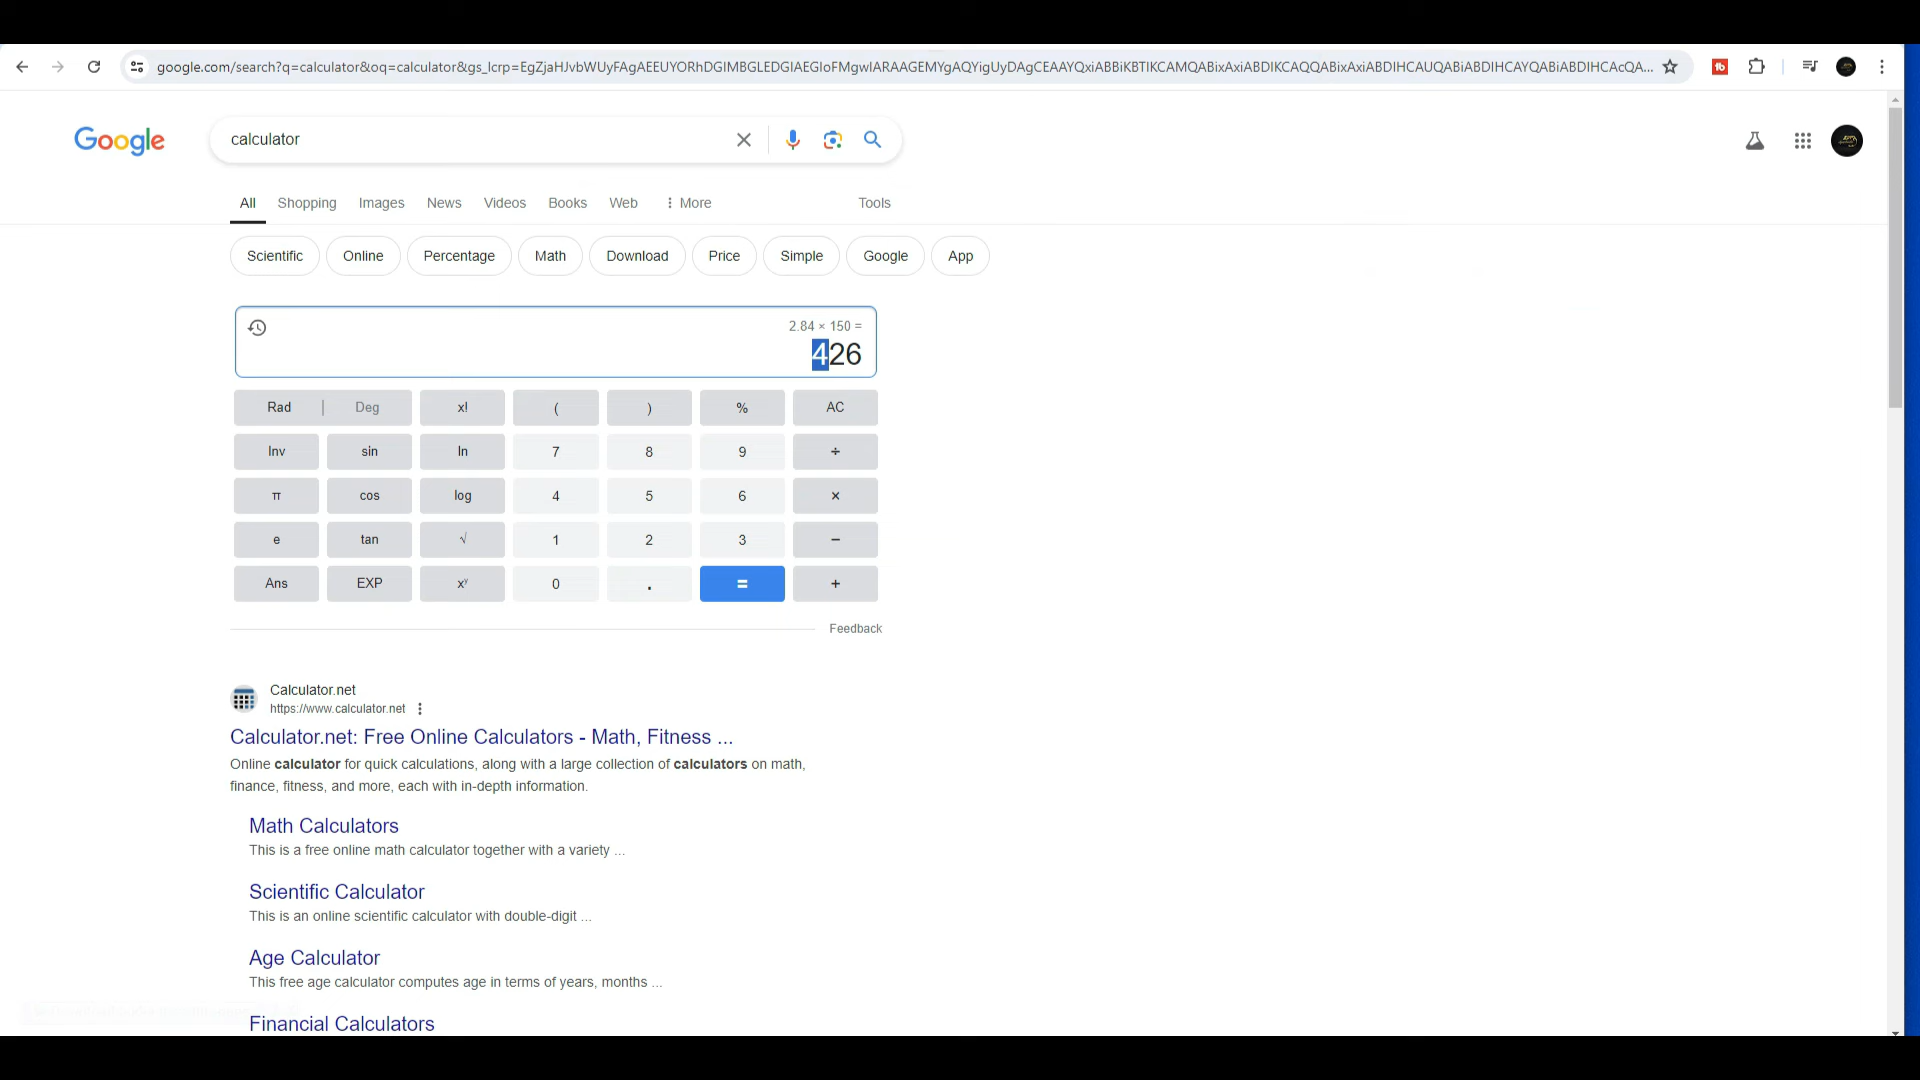 google.com/search?q=calculator&oq=calculator&gs_lcrp=EgZjaHJvbWUyFAgAEEUYORhDGIMBGLEDGIAEGIoFMgwIARAAGEMYgAQYigUyDAgCEAAYQxiABBiKBTIKCAMQABixAxiABDIKCAQQABixAxiABDIHCAUQABiABDIHCAYQABiABDIHCAcQA...
Google
calculator
All Shopping Images News Videos Books Web More Tools
Scientific Online Percentage Math Download Price Simple Google App
2.84 × 150 =
426
Rad | Deg x! ( ) % AC
Inv sin ln 7 8 9 ÷
π cos log 4 5 6 ×
e tan √ 1 2 3 −
Ans EXP xʸ 0 . = +
Feedback
Calculator.net
https://www.calculator.net
Calculator.net: Free Online Calculators - Math, Fitness ...
Online calculator for quick calculations, along with a large collection of calculators on math,
finance, fitness, and more, each with in-depth information.
Math Calculators
This is a free online math calculator together with a variety ...
Scientific Calculator
This is an online scientific calculator with double-digit ...
Age Calculator
This free age calculator computes age in terms of years, months ...
Financial Calculators